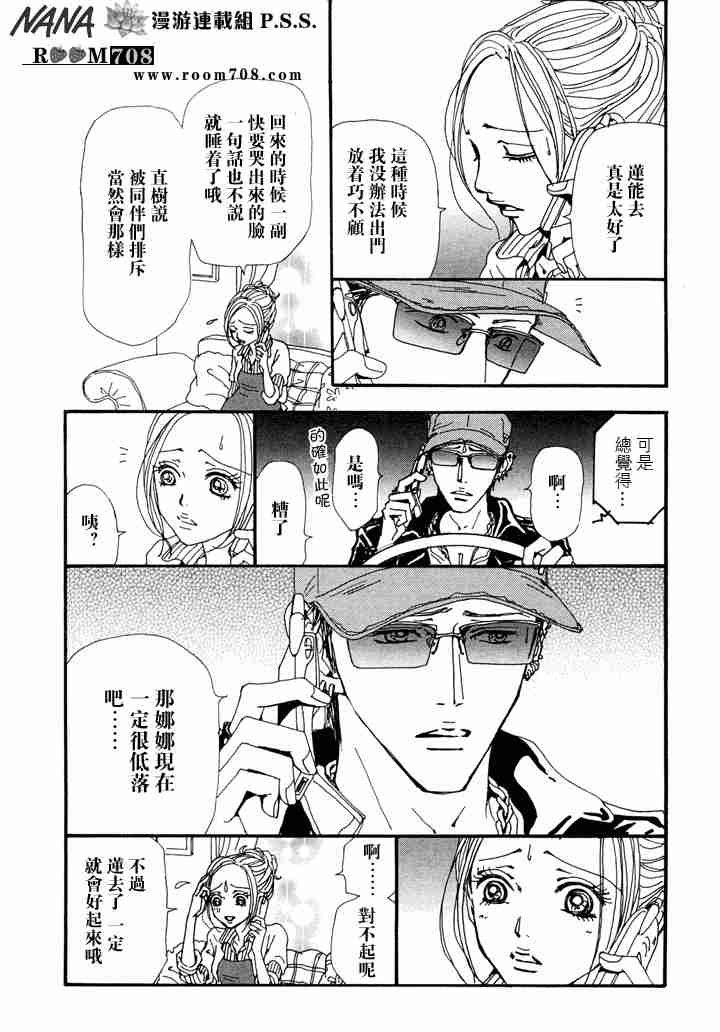 NANA 漫游連載組 P.S.S.
ROOM 708
www.room708.com
蓮能去
真是太好了
這種時候
我没辦法出門
放着巧不顧
回來的時候一副
快要哭出來的臉
一句話也不說
就睡着了哦
直樹說
被同伴們排斥
當然會那樣
可是
總覺得…
啊…
是嗎…
的確如此呢
糟了
咦?
那娜娜現在
一定很低落
吧……
啊……
對不起呢
不過
蓮去了 一定
就會好起來哦